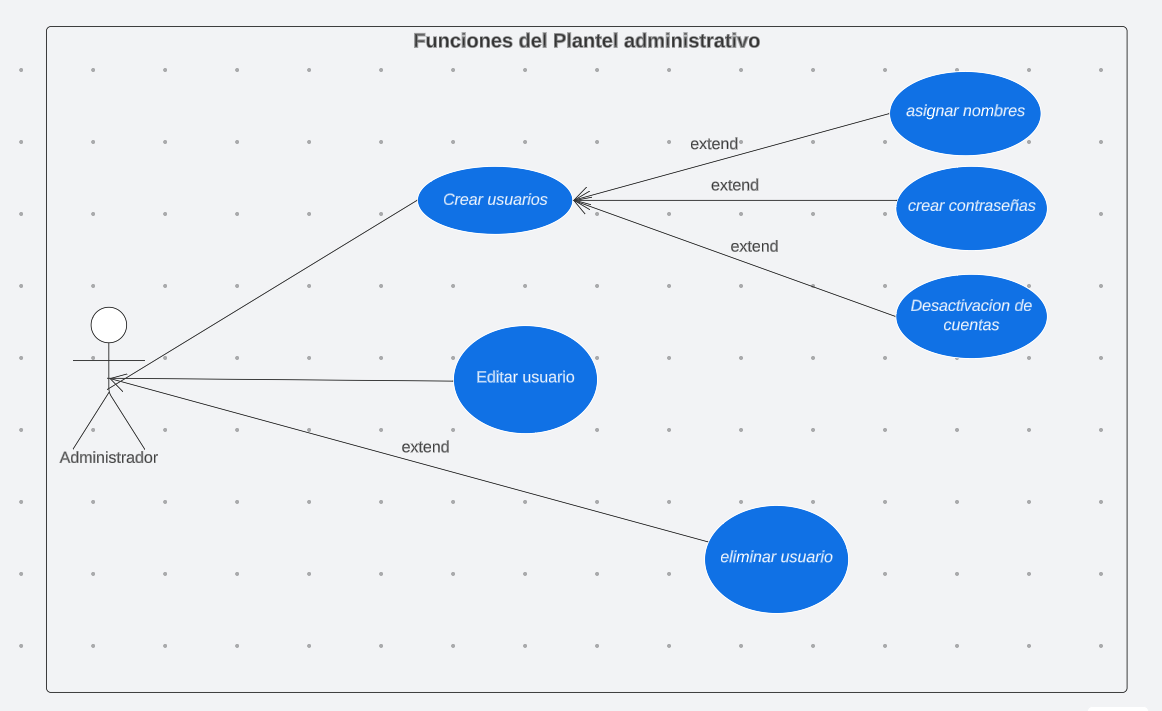 Funciones del Plantel administrativo
asignar nombres
extend
extend
Crear usuarios
crear contraseñas
extend
Desactivacion de
cuentas
Editar usuario
extend
Administrador
eliminar usuario